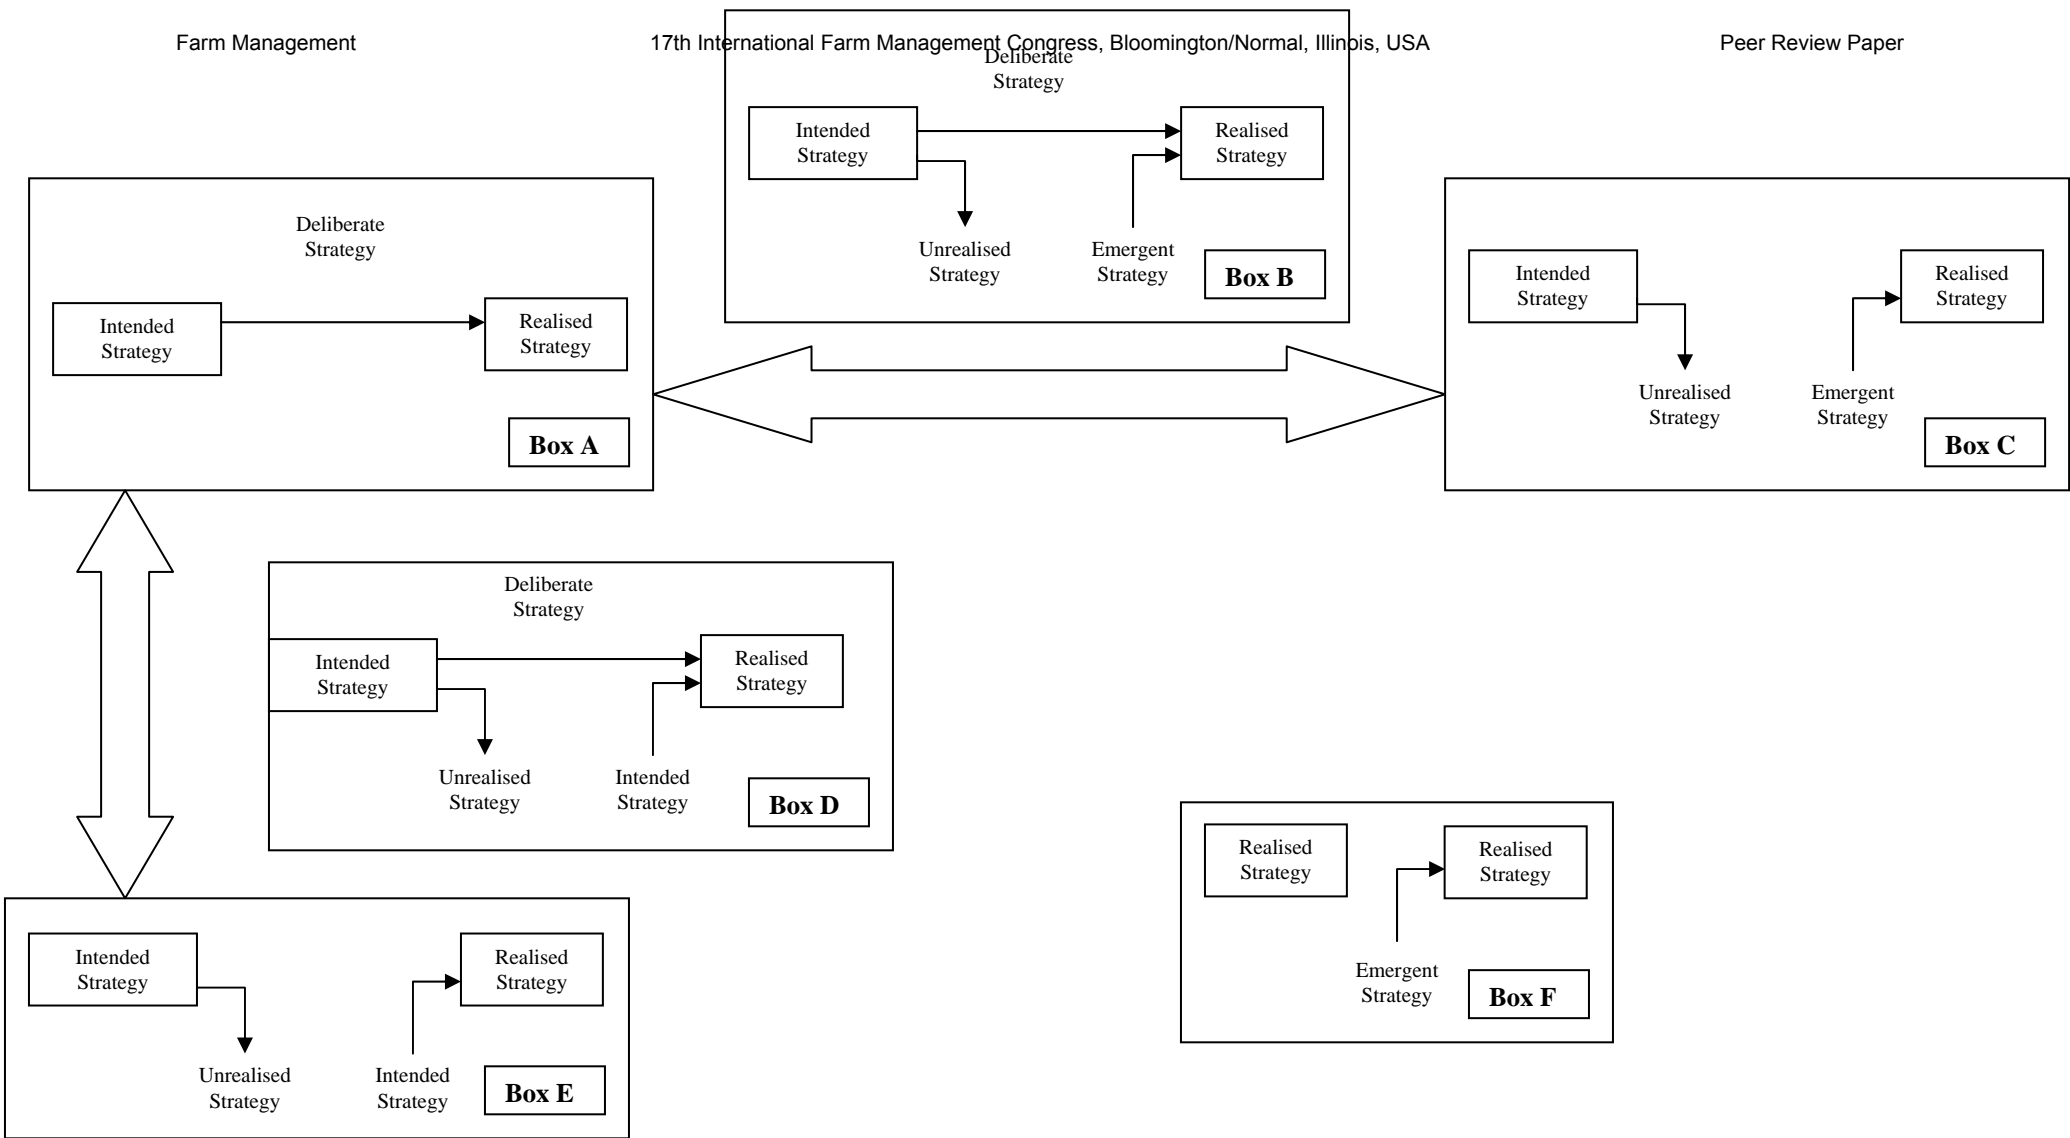 Farm Management
17th International Farm Management Congress, Bloomington/Normal, Illinois, USA
Peer Review Paper
Deliberate
Strategy
Intended
Strategy
Realised
Strategy
Unrealised
Strategy
Emergent
Strategy
Box B
Deliberate
Strategy
Intended
Strategy
Realised
Strategy
Box A
Intended
Strategy
Realised
Strategy
Unrealised
Strategy
Emergent
Strategy
Box C
Deliberate
Strategy
Intended
Strategy
Realised
Strategy
Unrealised
Strategy
Intended
Strategy
Box D
Realised
Strategy
Realised
Strategy
Emergent
Strategy
Box F
Intended
Strategy
Realised
Strategy
Unrealised
Strategy
Intended
Strategy
Box E